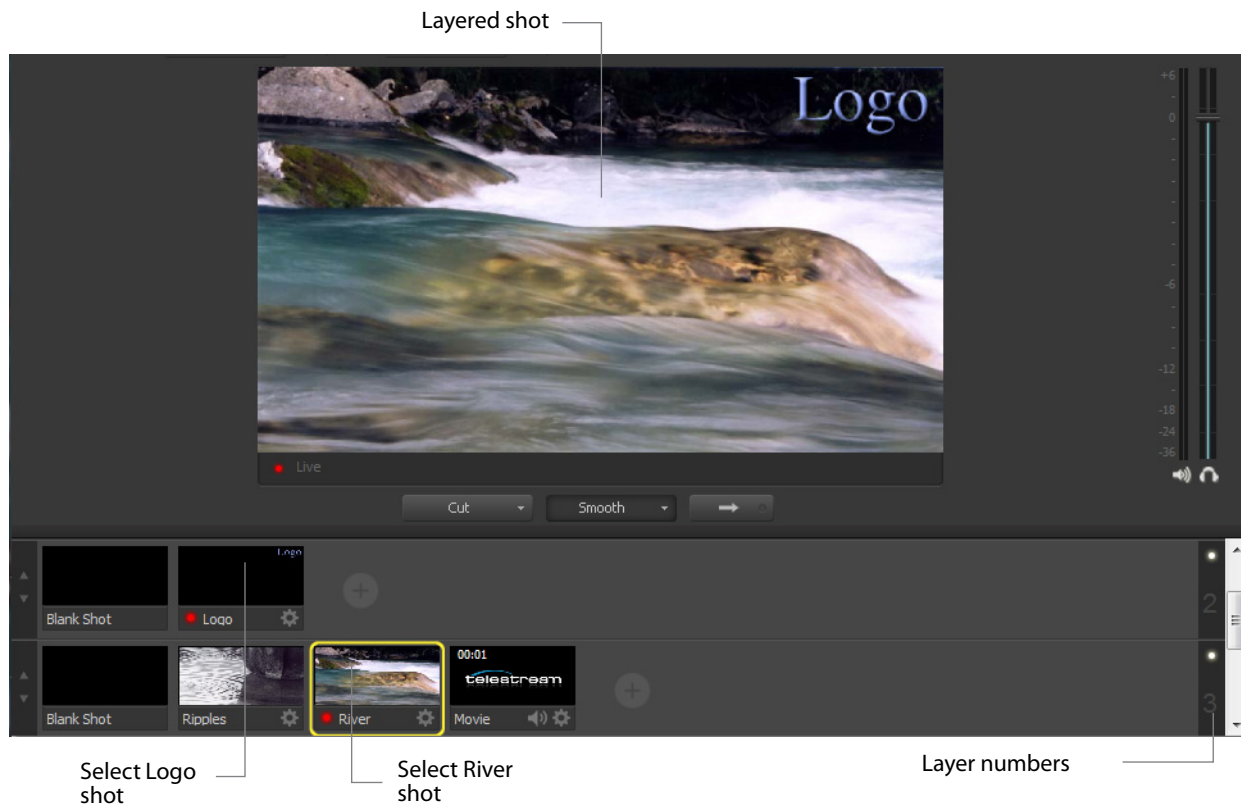 Layered shot
Logo
+6
0
-6
-12
-18
-24
-36
Live
Cut
Smooth
Logo
Blank Shot
Logo
2
00:01
telestream
Blank Shot
Ripples
River
Movie
3
Select Logo
shot
Select River
shot
Layer numbers